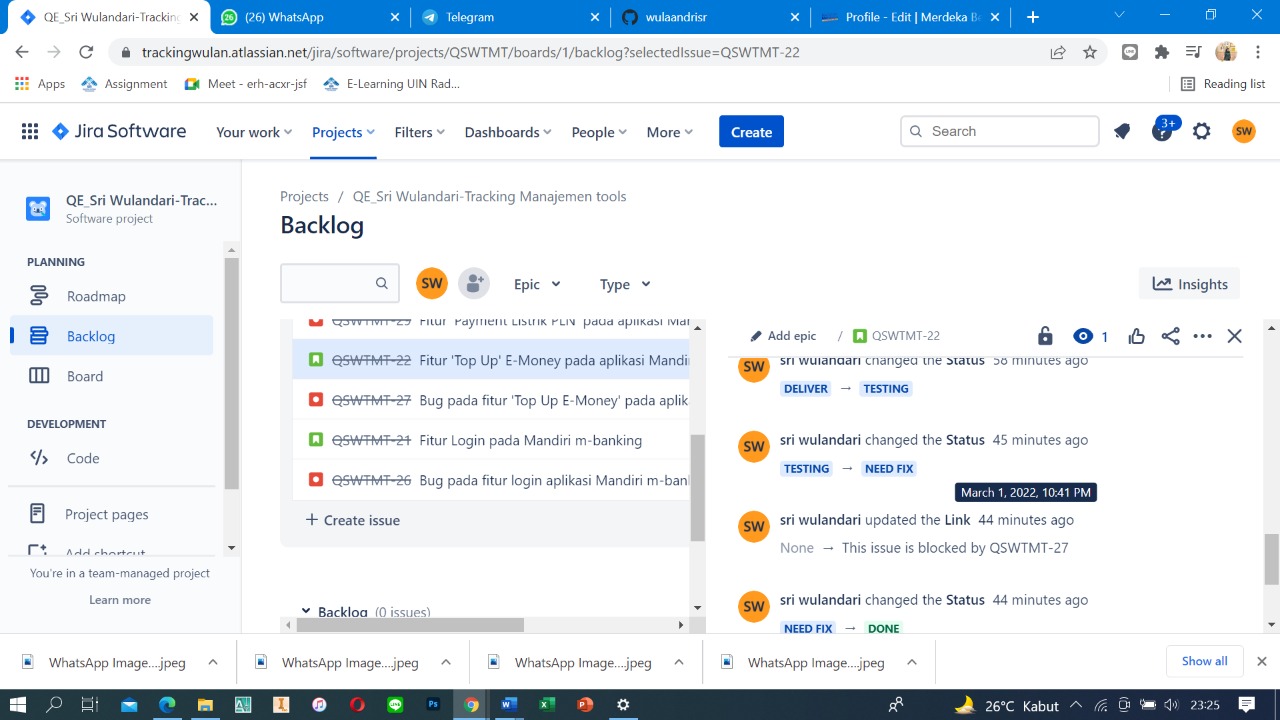 QE_Sri Wulandari-Tracking
(26) WhatsApp
Telegram
wulaandrisr
Profile - Edit | Merdeka Be
trackingwulan.atlassian.net/jira/software/projects/QSWTMT/boards/1/backlog?selectedIssue=QSWTMT-22
Apps
Assignment
Meet - erh-acxr-jsf
E-Learning UIN Rad...
Reading list
Jira Software
Your work
Projects
Filters
Dashboards
People
More
Create
Search
3+
SW
QE_Sri Wulandari-Trac...
Software project
PLANNING
Roadmap
Backlog
Board
DEVELOPMENT
Code
Project pages
Add shortcut
You're in a team-managed project
Learn more
Projects / QE_Sri Wulandari-Tracking Manajemen tools
Backlog
SW
Epic
Type
Insights
QSWTMT-29 Fitur 'Payment Listrik PLN' pada aplikasi Man
QSWTMT-22 Fitur 'Top Up' E-Money pada aplikasi Mandiri
QSWTMT-27 Bug pada fitur 'Top Up E-Money' pada aplik
QSWTMT-21 Fitur Login pada Mandiri m-banking
QSWTMT-26 Bug pada fitur login aplikasi Mandiri m-bank
+ Create issue
Backlog (0 issues)
Add epic / QSWTMT-22
1
SW
sri wulandari changed the Status 58 minutes ago
DELIVER → TESTING
SW
sri wulandari changed the Status 45 minutes ago
TESTING → NEED FIX
March 1, 2022, 10:41 PM
SW
sri wulandari updated the Link 44 minutes ago
None → This issue is blocked by QSWTMT-27
SW
sri wulandari changed the Status 44 minutes ago
NEED FIX → DONE
WhatsApp Image....jpeg
WhatsApp Image....jpeg
WhatsApp Image....jpeg
WhatsApp Image....jpeg
Show all
26°C Kabut
23:25